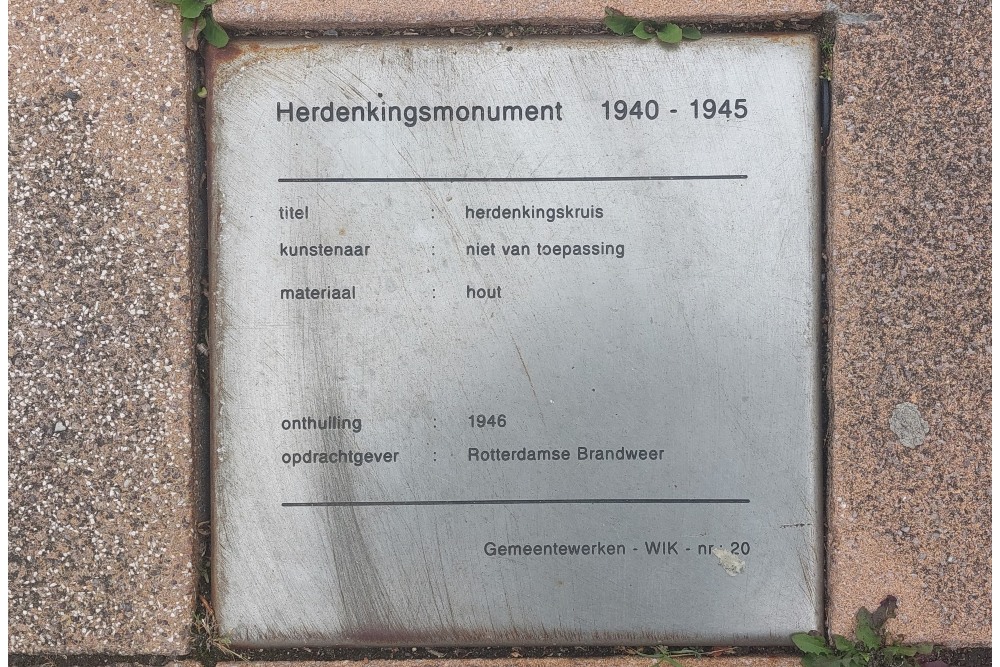 Herdenkingsmonument 1940 - 1945
titel : herdenkingskruis
kunstenaar : niet van toepassing
materiaal : hout
onthulling : 1946
opdrachtgever : Rotterdamse Brandweer
Gemeentewerken - WIK - nr : 20